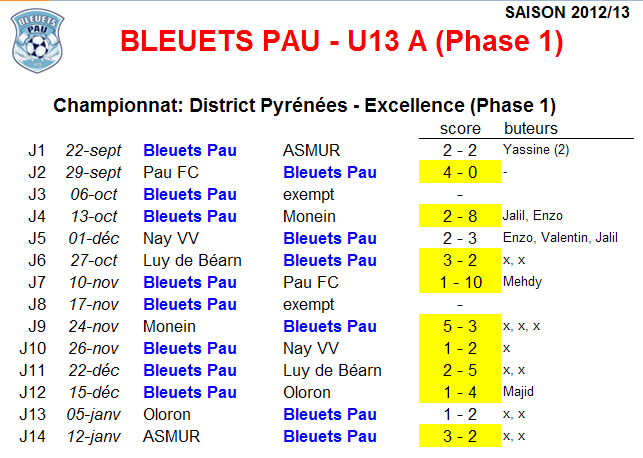 BLEUETS
PAU
SAISON 2012/13
BLEUETS PAU - U13 A (Phase 1)
Championnat: District Pyrénées - Excellence (Phase 1)
score buteurs
J1 22-sept Bleuets Pau ASMUR 2 - 2 Yassine (2)
J2 29-sept Pau FC Bleuets Pau 4 - 0 -
J3 06-oct Bleuets Pau exempt -
J4 13-oct Bleuets Pau Monein 2 - 8 Jalil, Enzo
J5 01-déc Nay VV Bleuets Pau 2 - 3 Enzo, Valentin, Jalil
J6 27-oct Luy de Béarn Bleuets Pau 3 - 2 x, x
J7 10-nov Bleuets Pau Pau FC 1 - 10 Mehdy
J8 17-nov Bleuets Pau exempt -
J9 24-nov Monein Bleuets Pau 5 - 3 x, x, x
J10 26-nov Bleuets Pau Nay VV 1 - 2 x
J11 22-déc Bleuets Pau Luy de Béarn 2 - 5 x, x
J12 15-déc Bleuets Pau Oloron 1 - 4 Majid
J13 05-janv Oloron Bleuets Pau 1 - 2 x, x
J14 12-janv ASMUR Bleuets Pau 3 - 2 x, x